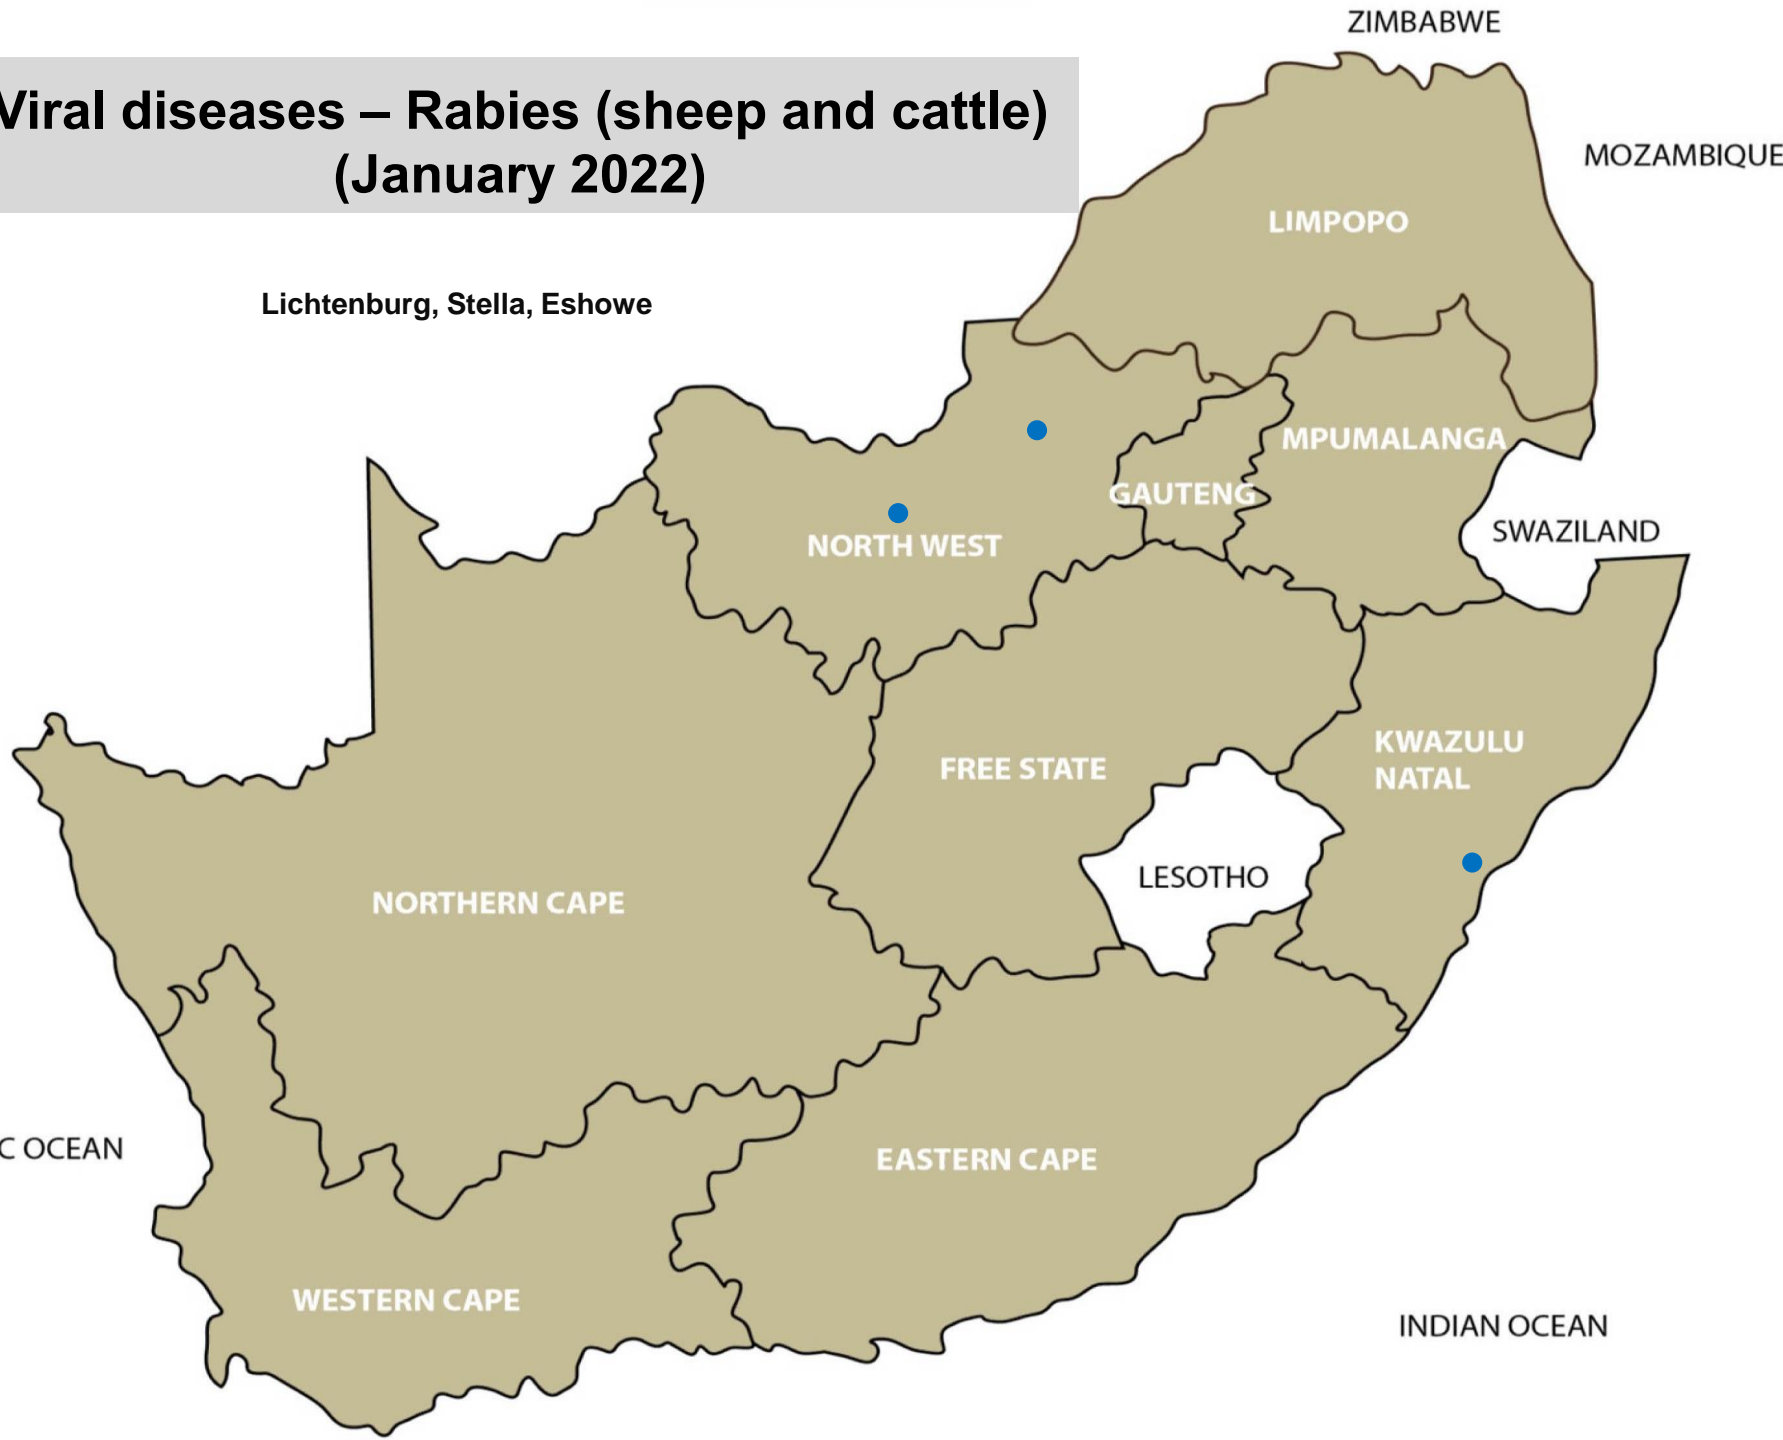 ZIMBABWE
Viral diseases – Rabies (sheep and cattle)
(January 2022)
MOZAMBIQUE
LIMPOPO
Lichtenburg, Stella, Eshowe
MPUMALANGA
GAUTENG
SWAZILAND
NORTH WEST
KWAZULU
NATAL
FREE STATE
LESOTHO
NORTHERN CAPE
C OCEAN
EASTERN CAPE
WESTERN CAPE
INDIAN OCEAN